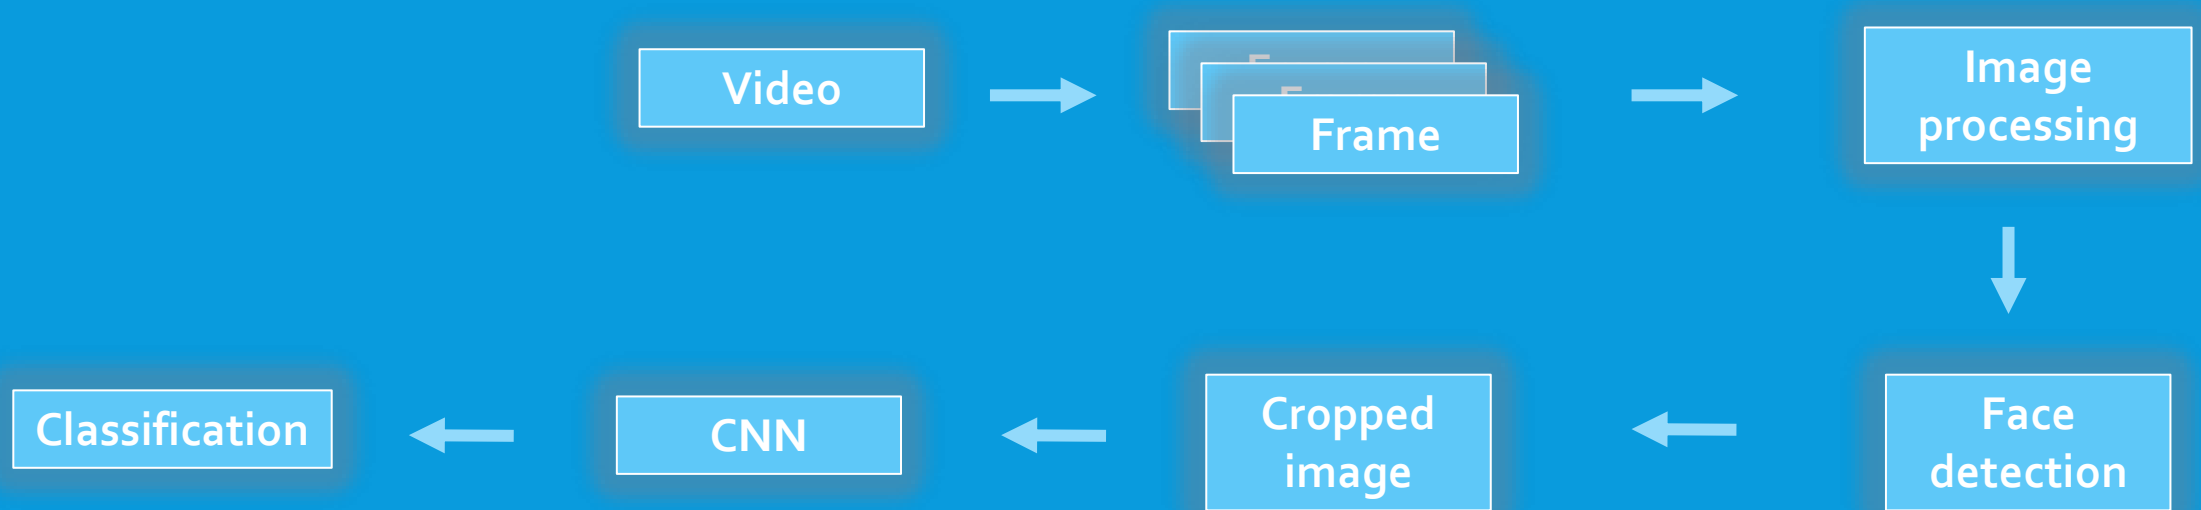 Video
Frame
Image
processing
Face
detection
Cropped
image
CNN
Classification